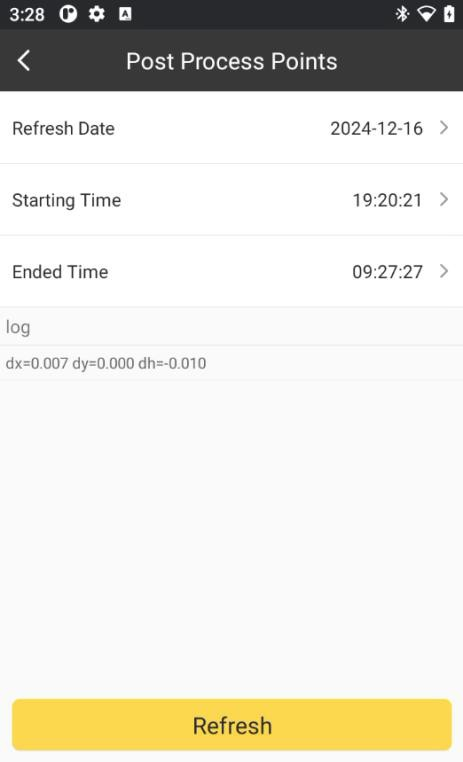 3:28
Post Process Points
Refresh Date 2024-12-16
Starting Time 19:20:21
Ended Time 09:27:27
log
dx=0.007 dy=0.000 dh=-0.010
Refresh